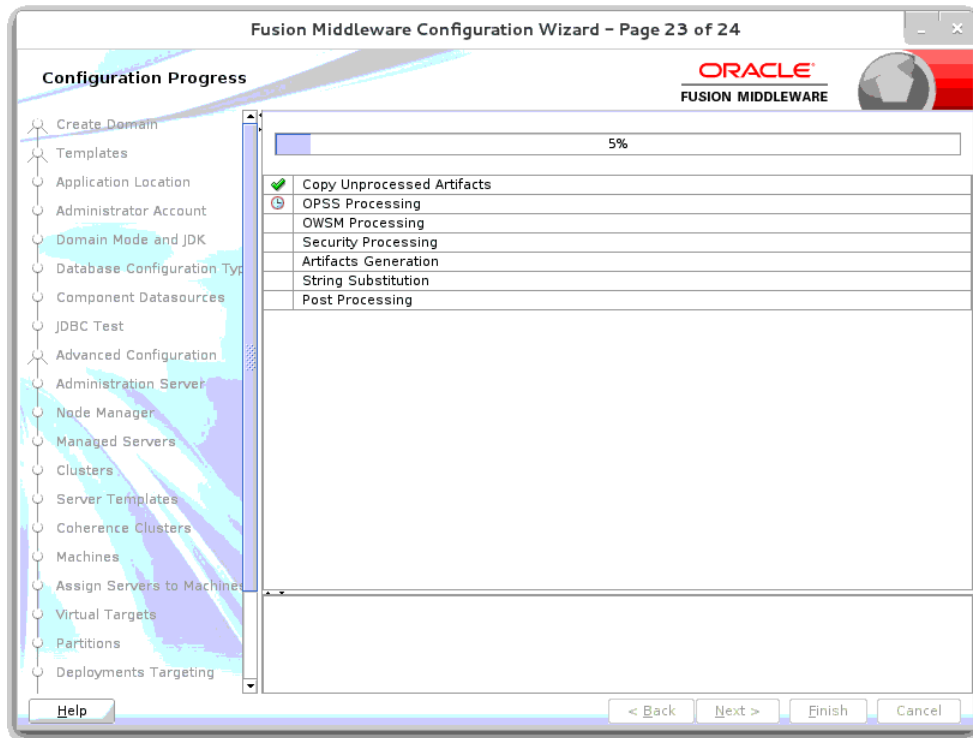 Fusion Middleware Configuration Wizard - Page 23 of 24
Configuration Progress
ORACLE
FUSION MIDDLEWARE
Create Domain
Templates
Application Location
Administrator Account
Domain Mode and JDK
Database Configuration Typ
Component Datasources
JDBC Test
Advanced Configuration
Administration Server
Node Manager
Managed Servers
Clusters
Server Templates
Coherence Clusters
Machines
Assign Servers to Machines
Virtual Targets
Partitions
Deployments Targeting
5%
Copy Unprocessed Artifacts
OPSS Processing
OWSM Processing
Security Processing
Artifacts Generation
String Substitution
Post Processing
Help
< Back
Next >
Finish
Cancel